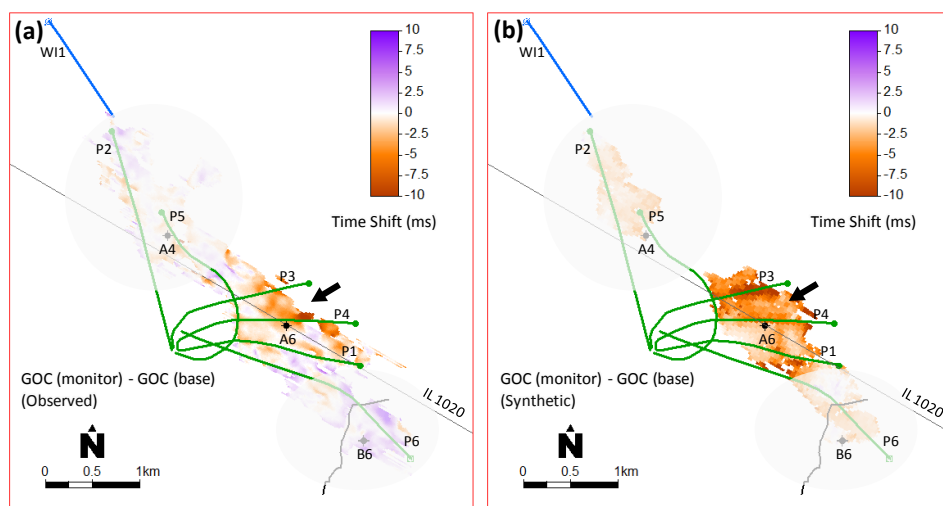 (a)
WI1
10
7.5
5
2.5
0
-2.5
-5
-7.5
-10
Time Shift (ms)
P2
P5
A4
P3
P4
A6
P1
GOC (monitor) - GOC (base)
(Observed)
IL 1020
N
B6
P6
0 0.5 1km
(b)
WI1
10
7.5
5
2.5
0
-2.5
-5
-7.5
-10
Time Shift (ms)
P2
P5
A4
P3
P4
A6
P1
GOC (monitor) - GOC (base)
(Synthetic)
IL 1020
N
B6
P6
0 0.5 1km